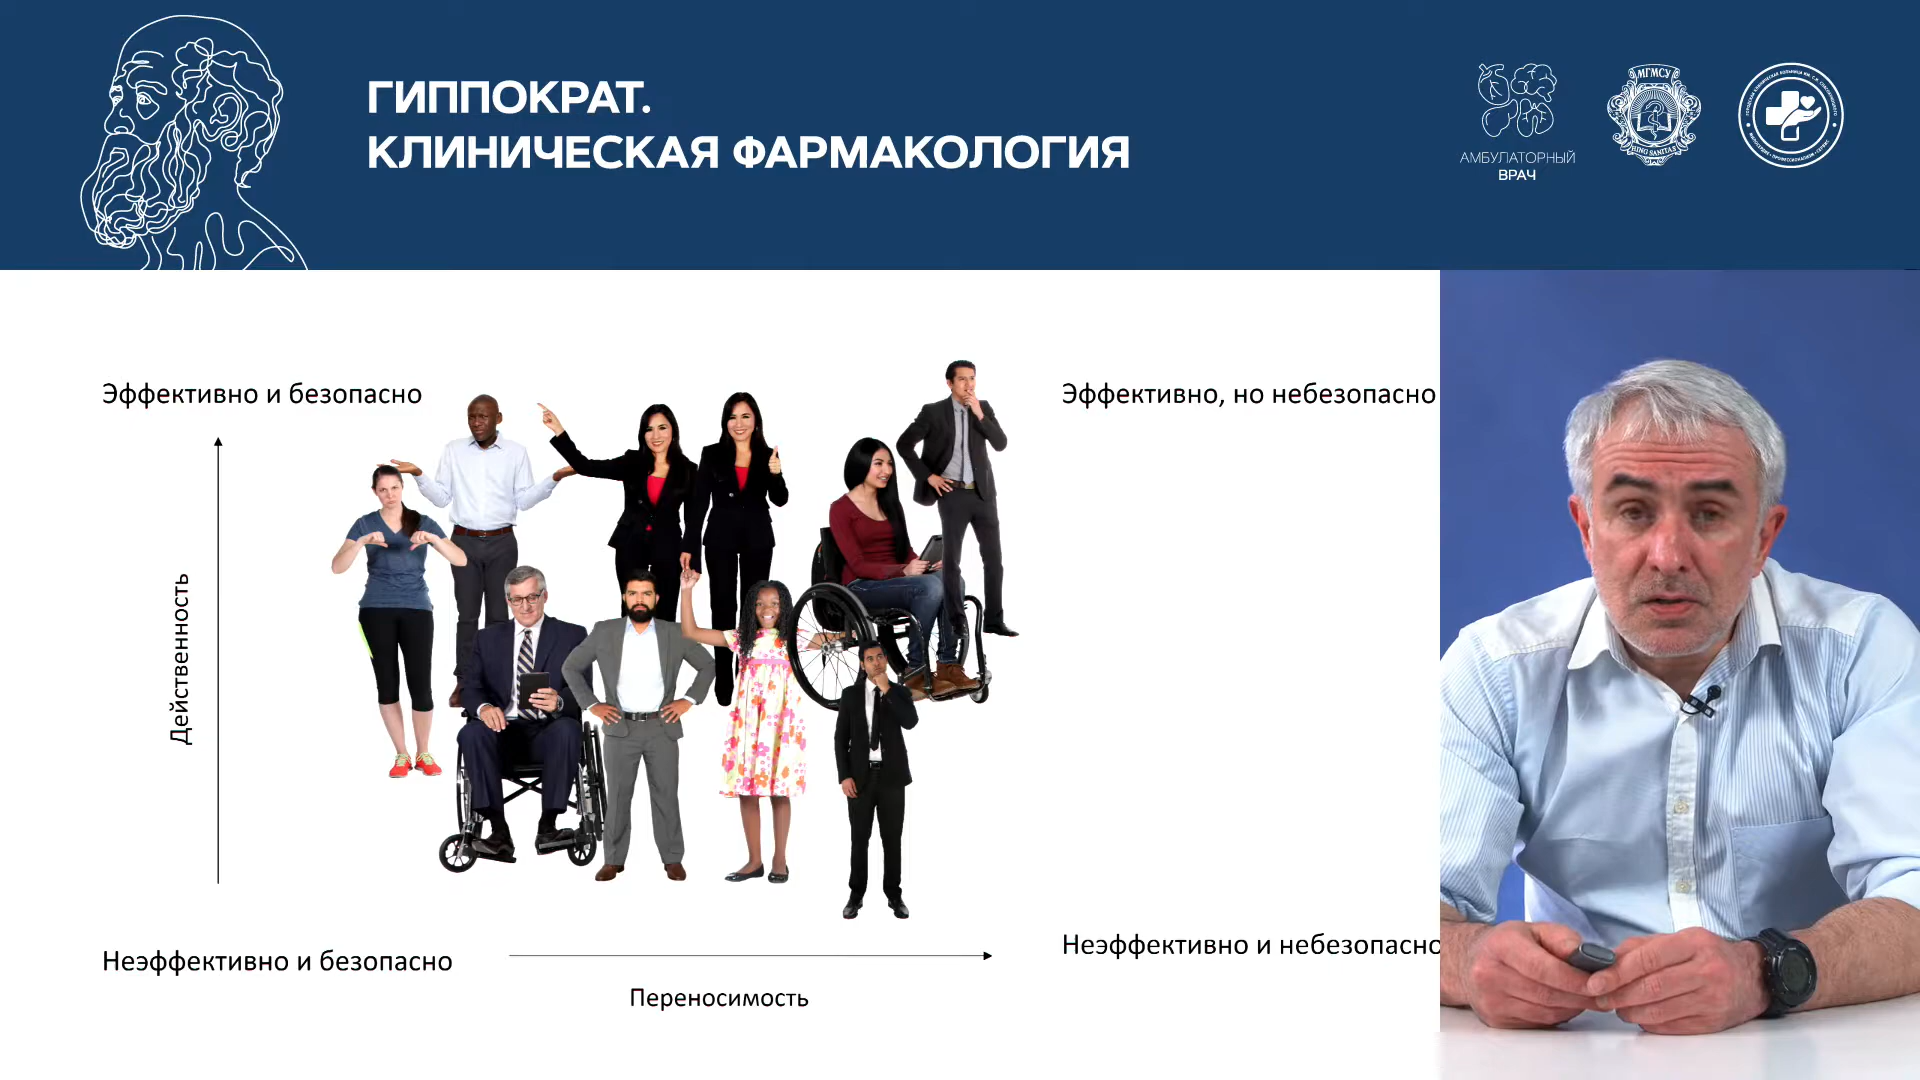 ГИППОКРАТ.
КЛИНИЧЕСКАЯ ФАРМАКОЛОГИЯ
АМБУЛАТОРНЫЙ
ВРАЧ
МГМСУ
Эффективно и безопасно
Эффективно, но небезопасно
Действенность
Неэффективно и безопасно
Неэффективно и небезопасно
Переносимость